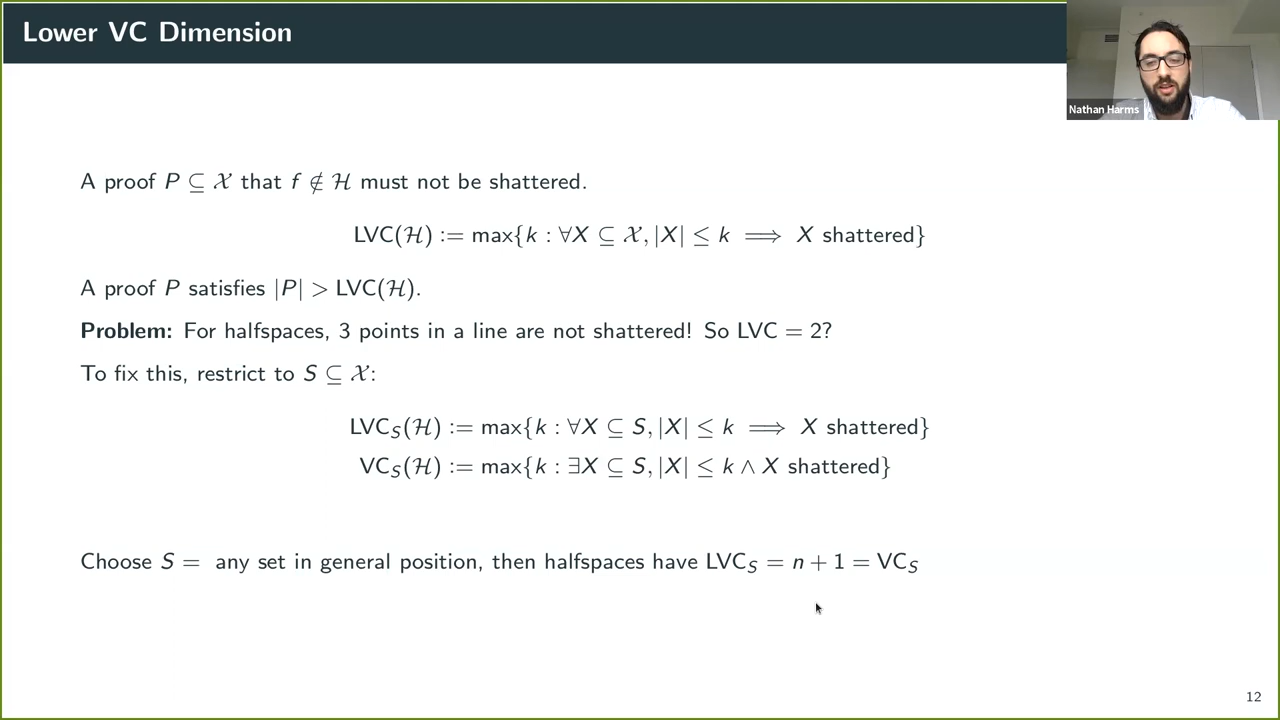 Lower VC Dimension
Nathan Harms
A proof P ⊆ 𝒳 that f ∉ ℋ must not be shattered.
LVC(ℋ) := max{k : ∀X ⊆ 𝒳, |X| ≤ k ⟹ X shattered}
A proof P satisfies |P| > LVC(ℋ).
Problem: For halfspaces, 3 points in a line are not shattered! So LVC = 2?
To fix this, restrict to S ⊆ 𝒳:
LVC_S(ℋ) := max{k : ∀X ⊆ S, |X| ≤ k ⟹ X shattered}
VC_S(ℋ) := max{k : ∃X ⊆ S, |X| ≤ k ∧ X shattered}
Choose S = any set in general position, then halfspaces have LVC_S = n + 1 = VC_S
12